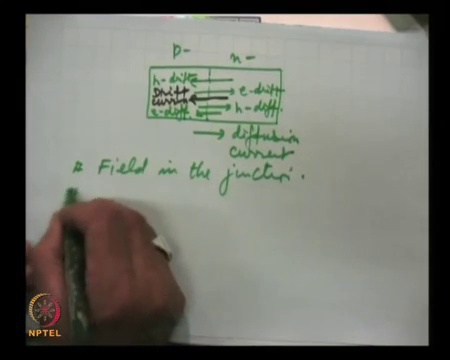 p- n-
h-drift
Drift e-drift
current h-diff.
e-diff.
diffusion
current
# Field in the junction.
NPTEL